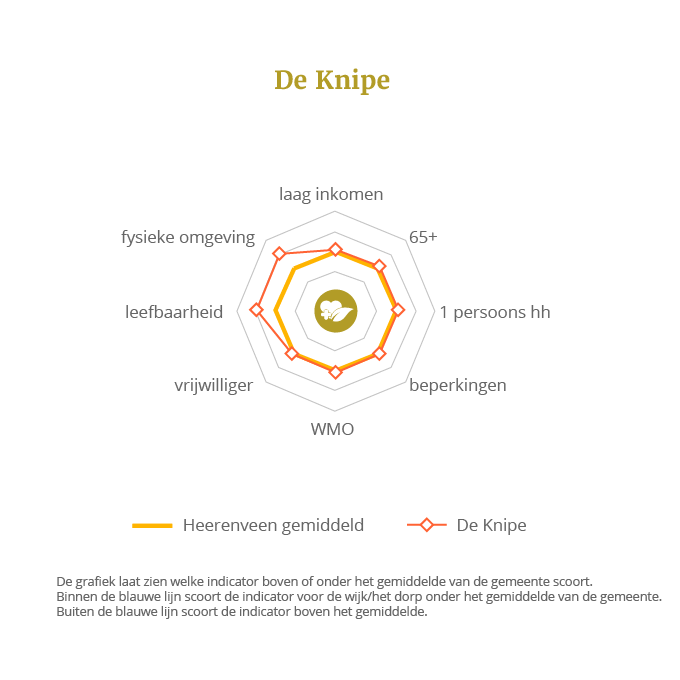 De Knipe
laag inkomen
fysieke omgeving
65+
leefbaarheid
1 persoons hh
vrijwilliger
beperkingen
WMO
Heerenveen gemiddeld
De Knipe
De grafiek laat zien welke indicator boven of onder het gemiddelde van de gemeente scoort.
Binnen de blauwe lijn scoort de indicator voor de wijk/het dorp onder het gemiddelde van de gemeente.
Buiten de blauwe lijn scoort de indicator boven het gemiddelde.